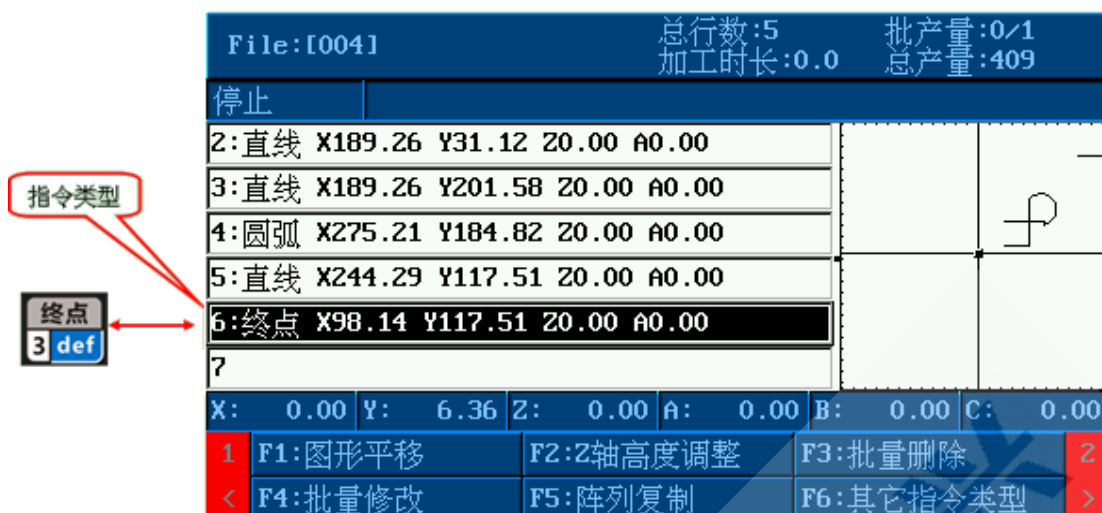 File:[004]
总行数:5
批产量:0/1
加工时长:0.0
总产量:409
停止
2:直线 X189.26 Y31.12 Z0.00 A0.00
3:直线 X189.26 Y201.58 Z0.00 A0.00
指令类型
4:圆弧 X275.21 Y184.82 Z0.00 A0.00
5:直线 X244.29 Y117.51 Z0.00 A0.00
终点
3 def
6:终点 X98.14 Y117.51 Z0.00 A0.00
7
X: 0.00 Y: 6.36 Z: 0.00 A: 0.00 B: 0.00 C: 0.00
1 F1:图形平移 F2:Z轴高度调整 F3:批量删除 2
< F4:批量修改 F5:阵列复制 F6:其它指令类型 >